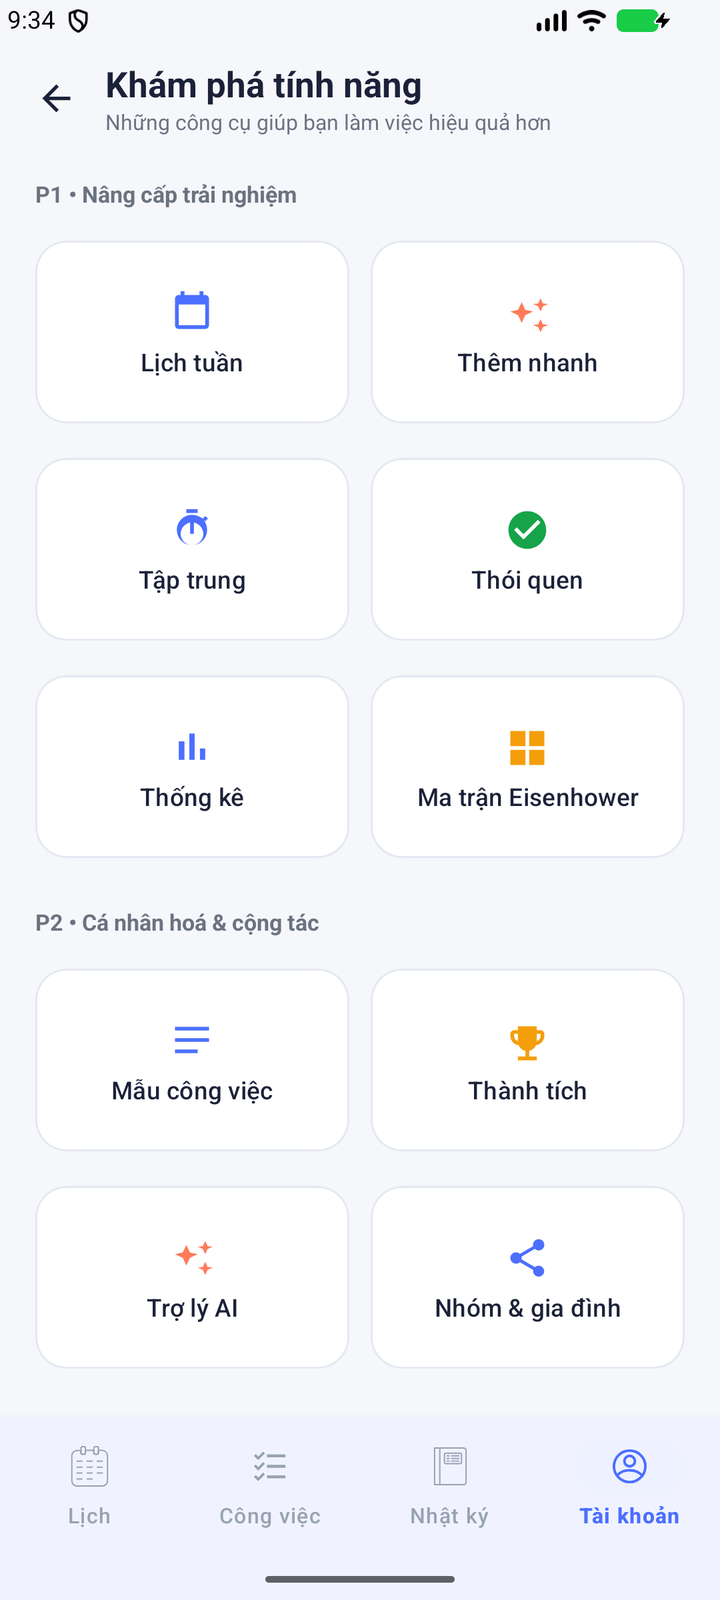 9:34
Khám phá tính năng
Những công cụ giúp bạn làm việc hiệu quả hơn
P1 • Nâng cấp trải nghiệm
Lịch tuần
Thêm nhanh
Tập trung
Thói quen
Thống kê
Ma trận Eisenhower
P2 • Cá nhân hoá & cộng tác
Mẫu công việc
Thành tích
Trợ lý AI
Nhóm & gia đình
Lịch
Công việc
Nhật ký
Tài khoản